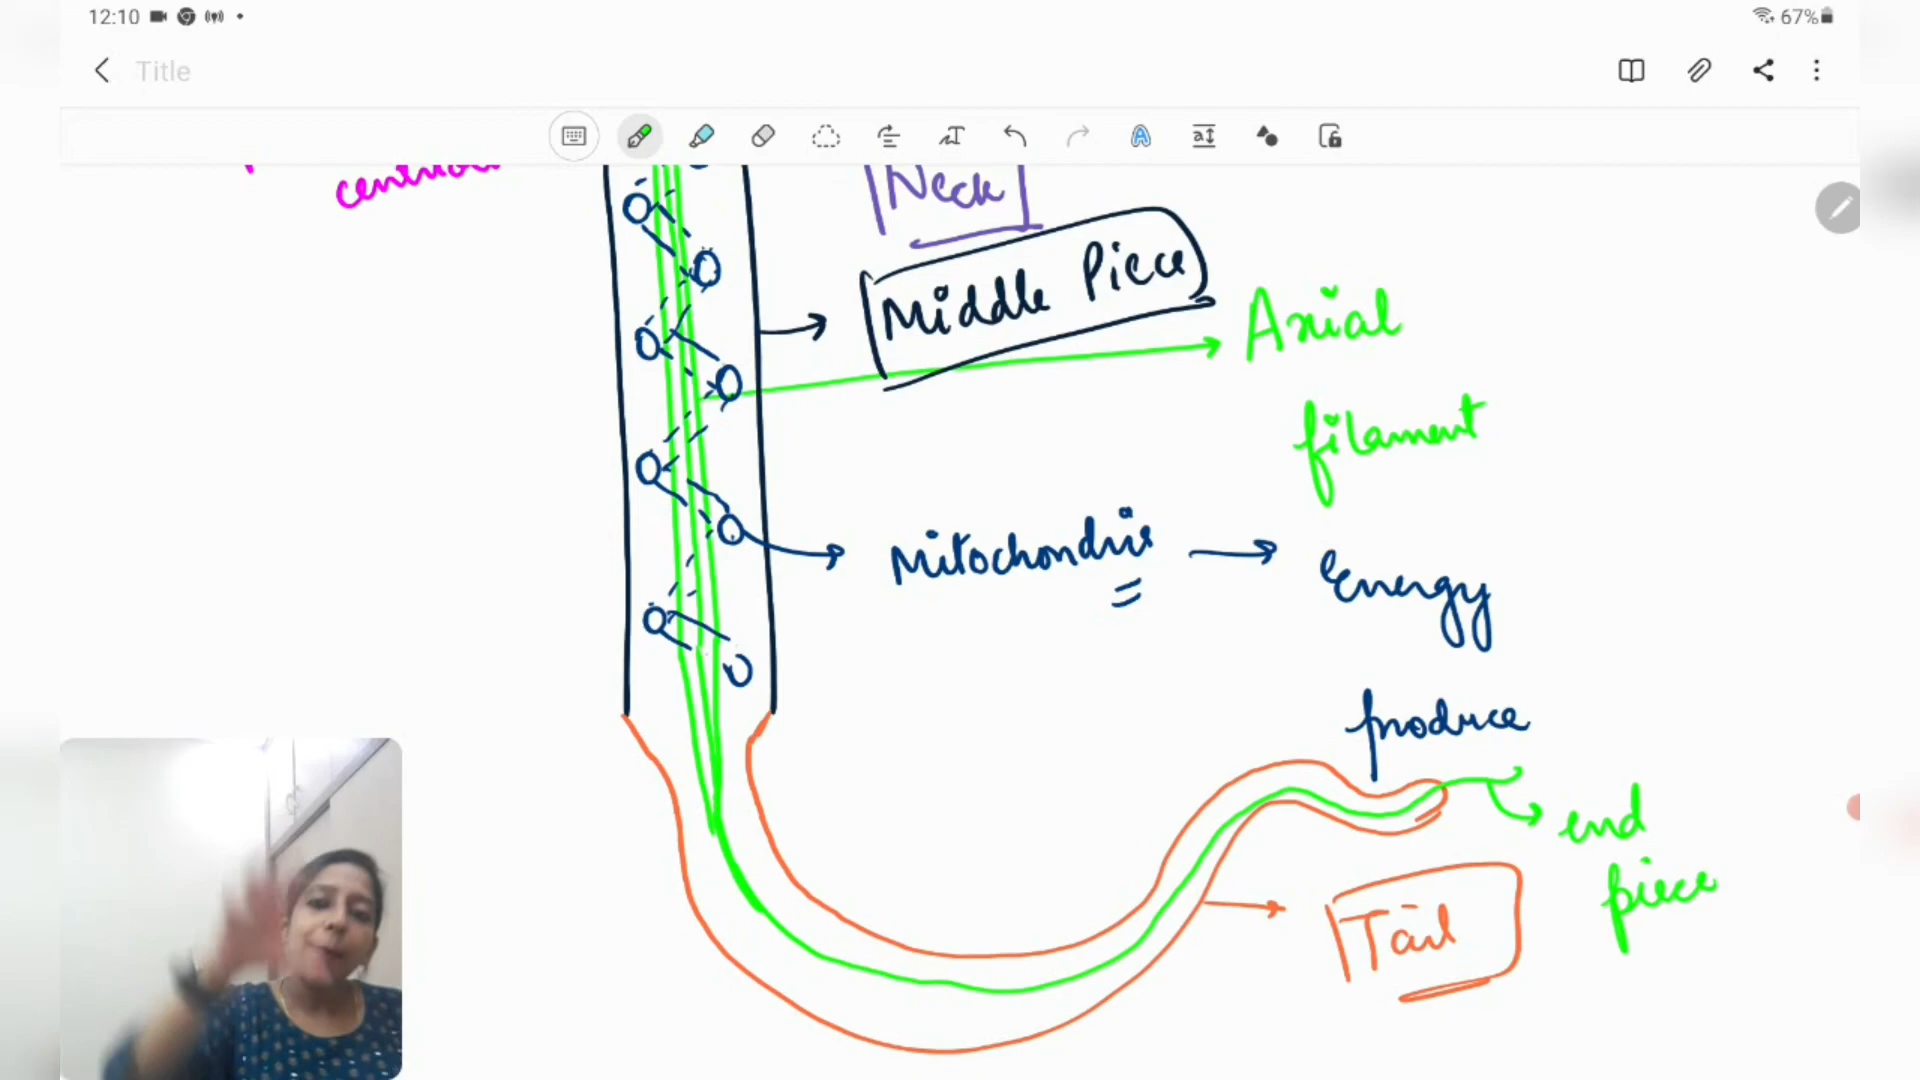 12:10
67%
Title
Neck
Middle Piece
Axial
filament
Mitochondria
Energy
produce
end
piece
Tail